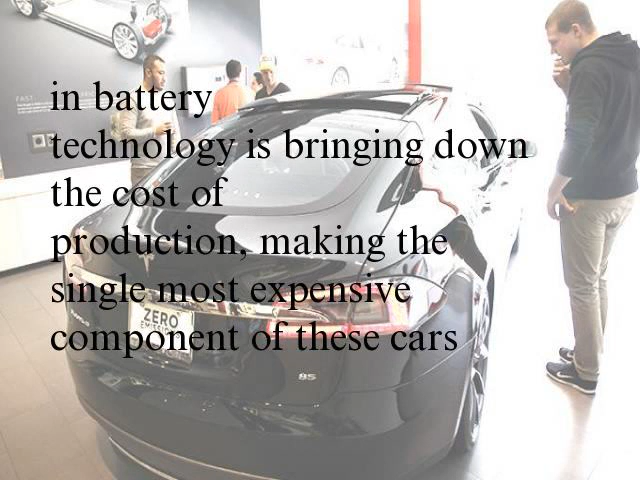 in battery
technology is bringing down
the cost of
production, making the
single most expensive
component of these cars
ZERO
85